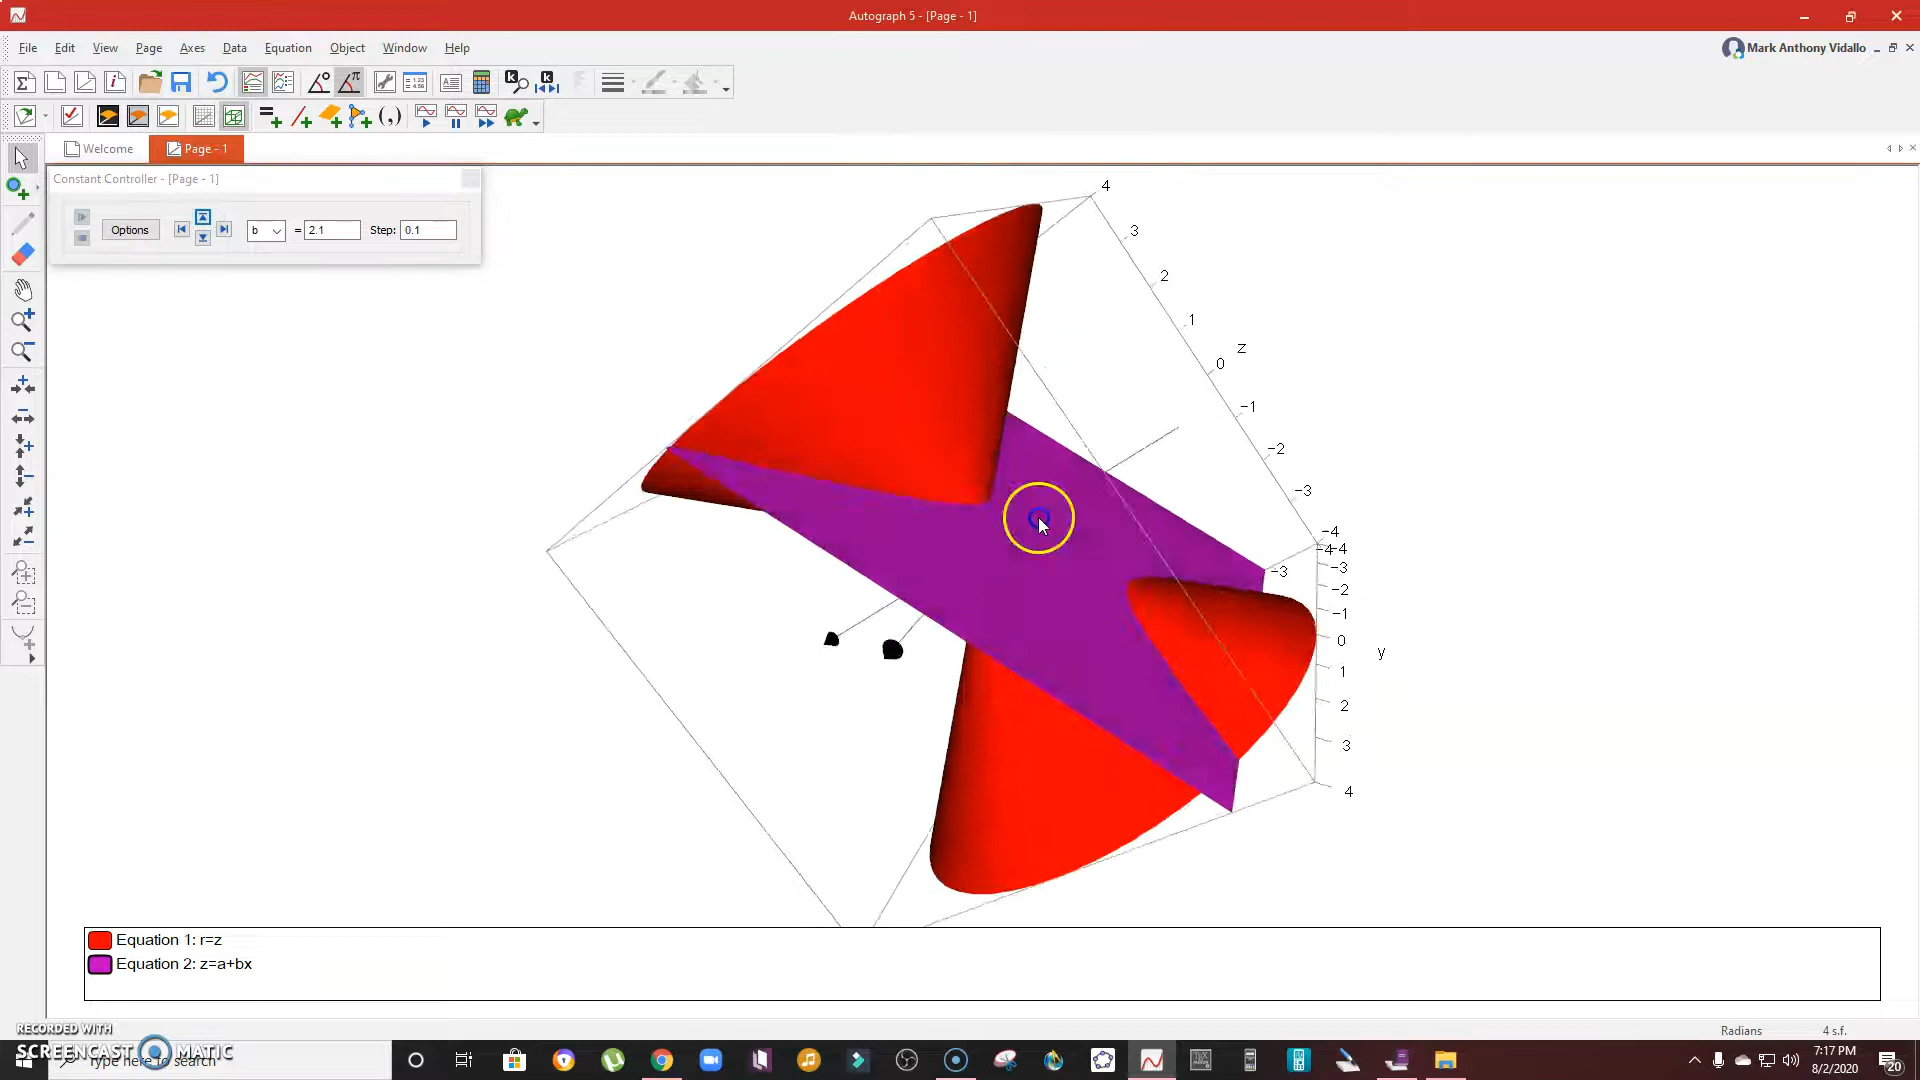 Autograph 5 - [Page - 1]
File Edit View Page Axes Data Equation Object Window Help
Mark Anthony Vidallo
Welcome
Page - 1
Constant Controller - [Page - 1]
Options
b
= 2.1
Step: 0.1
4
3
2
1
0
z
-1
-2
-3
-4
-4
-4
-3
-3
-2
-1
0
y
1
2
3
4
Equation 1: r=z
Equation 2: z=a+bx
Radians
4 s.f.
RECORDED WITH
SCREENCAST MATIC
Type here to search
7:17 PM
8/2/2020
20